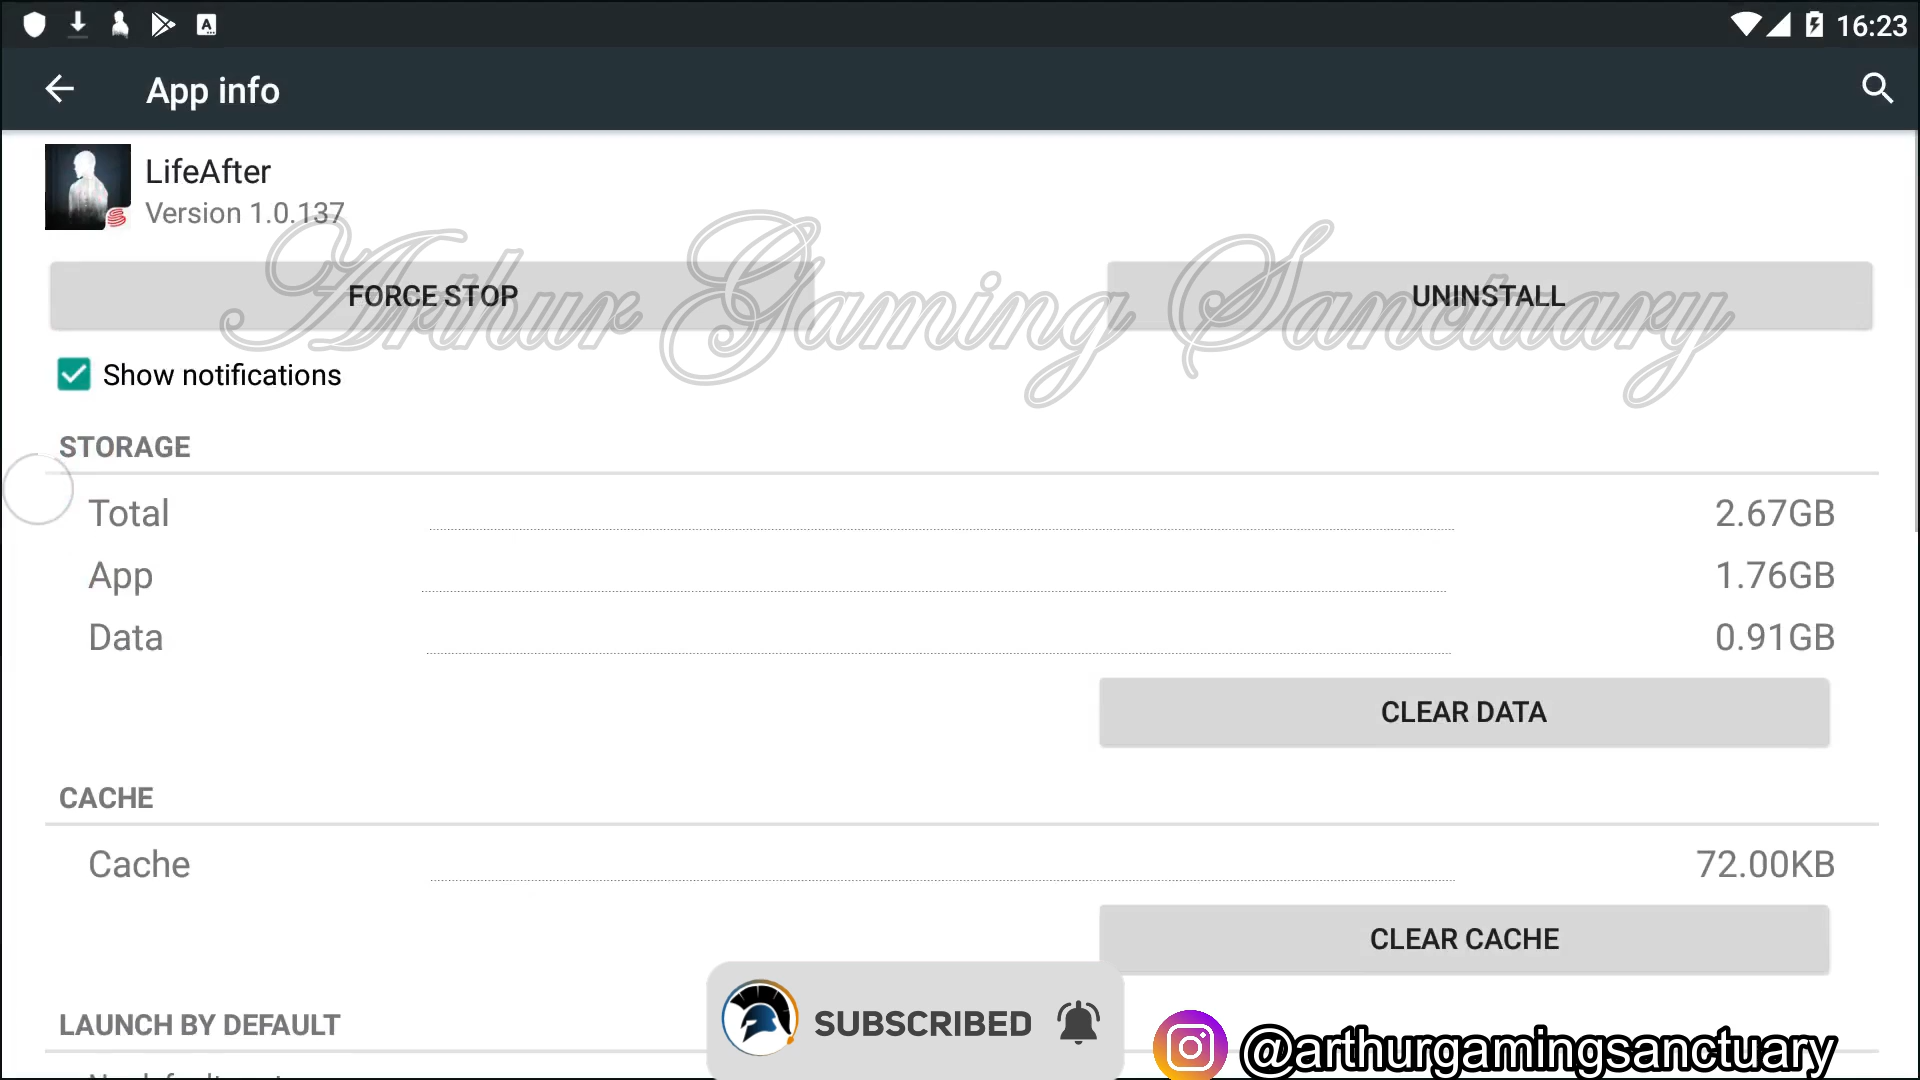 16:23
App info
LifeAfter
Version 1.0.137
Arthur Gaming Sanctuary
FORCE STOP
UNINSTALL
Show notifications
STORAGE
Total 2.67GB
App 1.76GB
Data 0.91GB
CLEAR DATA
CACHE
Cache 72.00KB
CLEAR CACHE
LAUNCH BY DEFAULT
SUBSCRIBED
@arthurgamingsanctuary